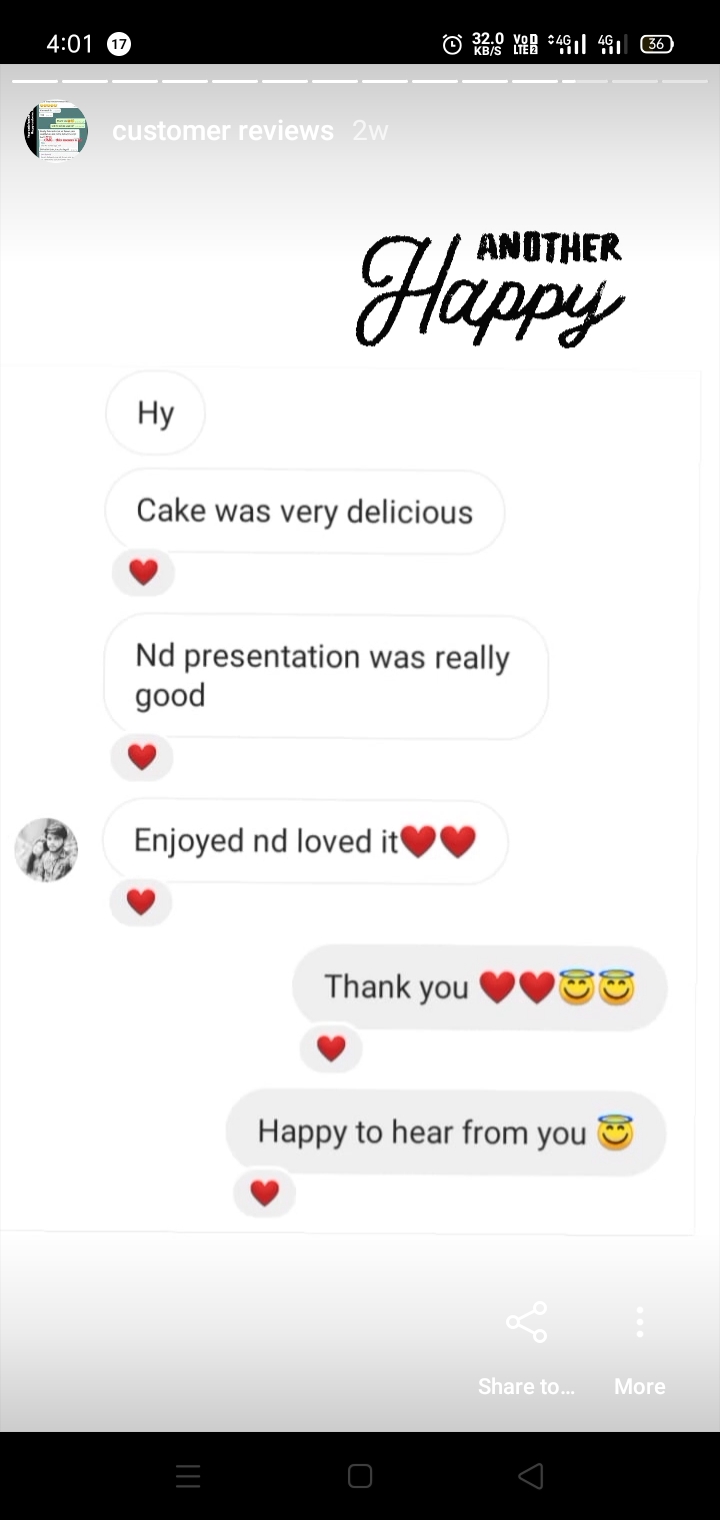 4:01 17 32.0 KB/S VoD LTE2 4G 4G 36
customer reviews 2w
ANOTHER
Happy
Hy
Cake was very delicious
❤️
Nd presentation was really
good
❤️
Enjoyed nd loved it❤️❤️
❤️
Thank you ❤️❤️😇😇
❤️
Happy to hear from you 😇
❤️
Share to... More